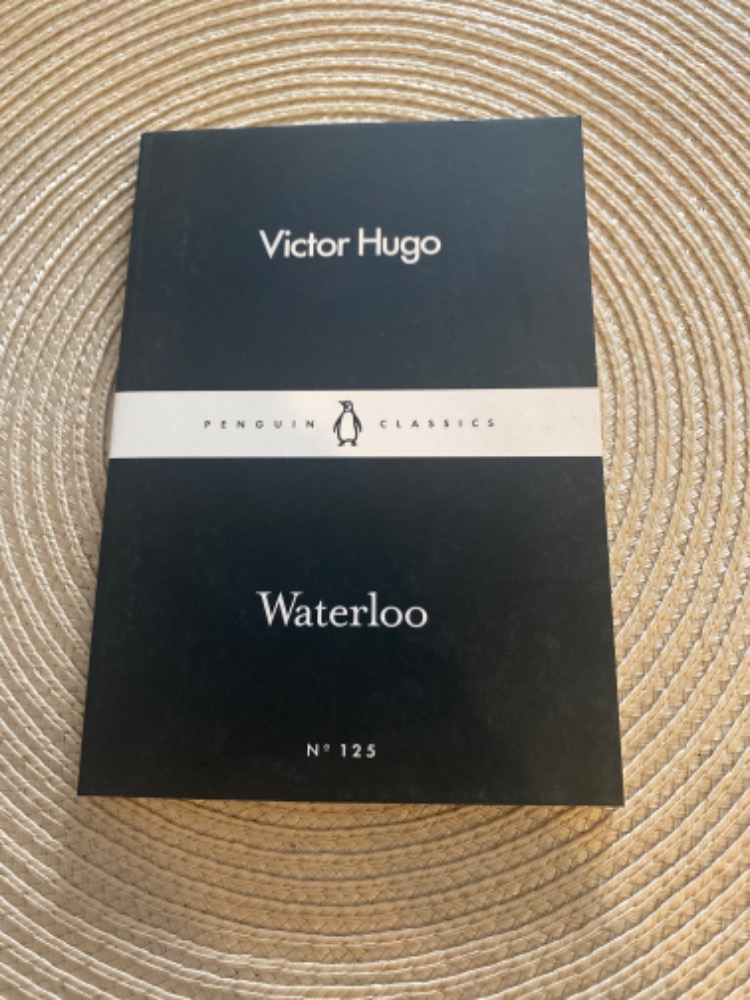 Victor Hugo
PENGUIN CLASSICS
Waterloo
Nº 125